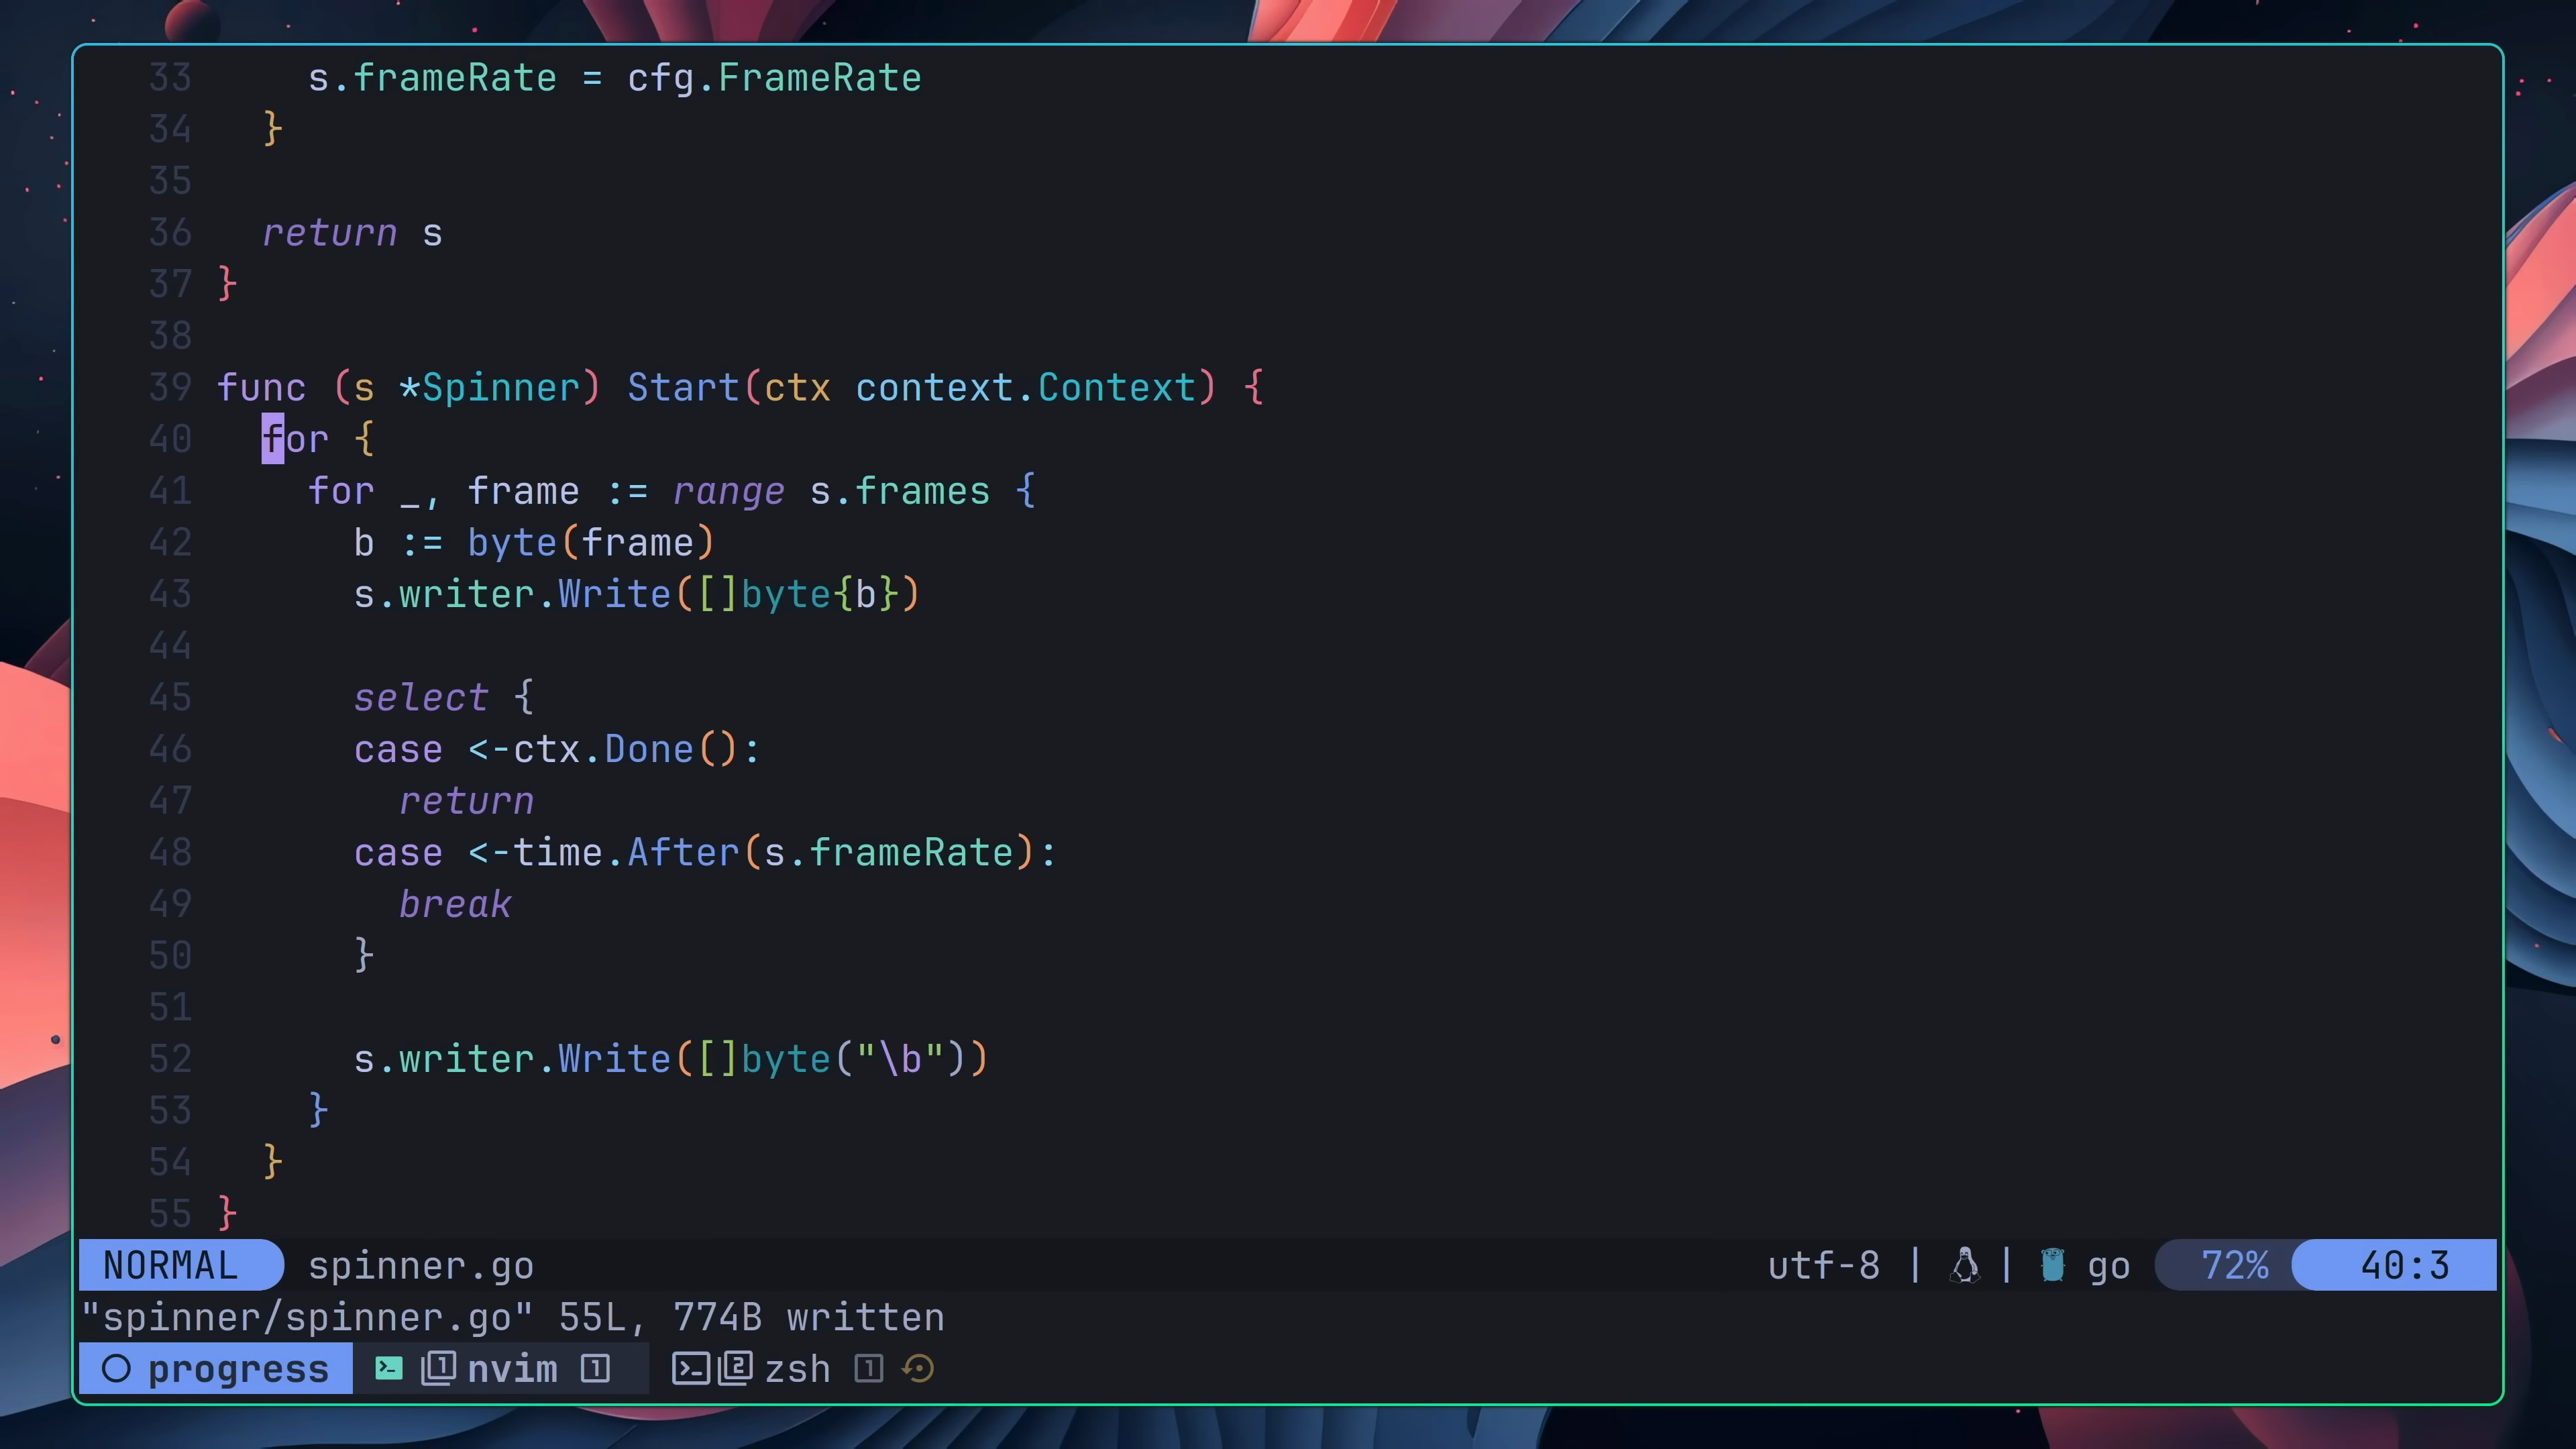 33     s.frameRate = cfg.FrameRate
34   }
35
36   return s
37 }
38
39 func (s *Spinner) Start(ctx context.Context) {
40   for {
41     for _, frame := range s.frames {
42       b := byte(frame)
43       s.writer.Write([]byte{b})
44
45       select {
46       case <-ctx.Done():
47         return
48       case <-time.After(s.frameRate):
49         break
50       }
51
52       s.writer.Write([]byte("\b"))
53     }
54   }
55 }
NORMAL spinner.go utf-8 | | go 72% 40:3
"spinner/spinner.go" 55L, 774B written
progress 1 nvim 1 2 zsh 1